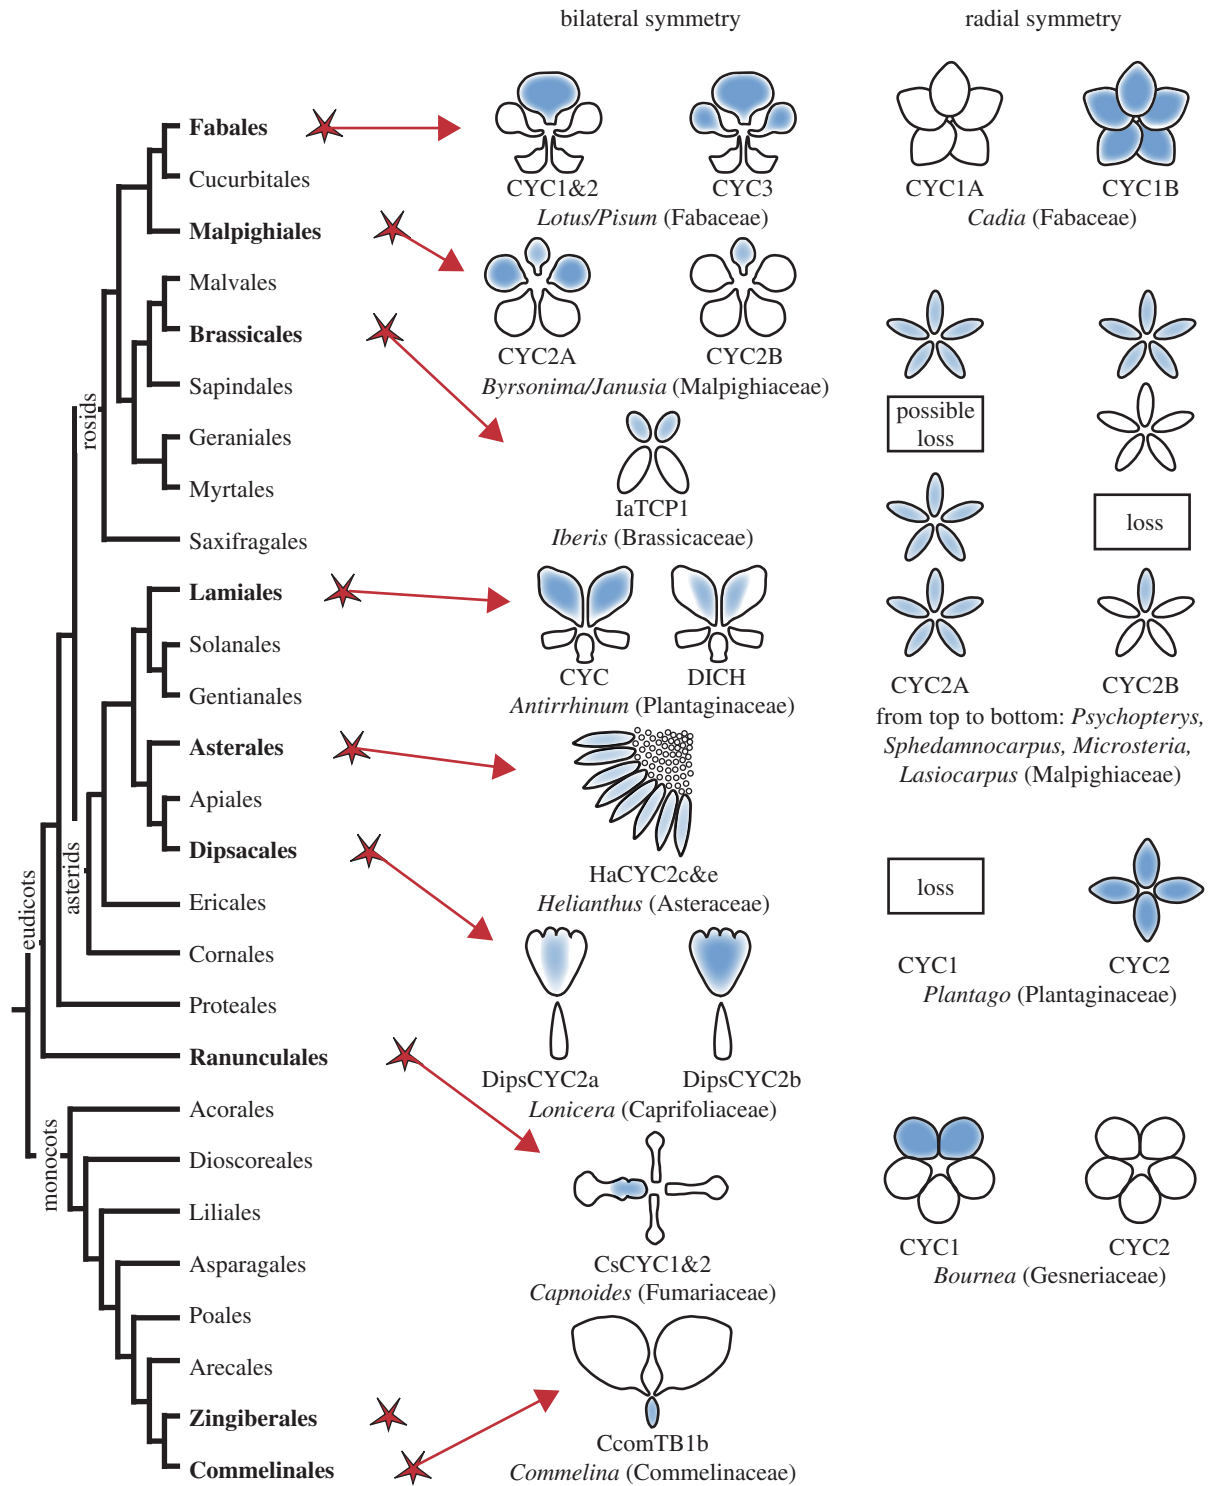 bilateral symmetry
radial symmetry
Fabales
Cucurbitales
Malpighiales
Malvales
Brassicales
Sapindales
Geraniales
Myrtales
Saxifragales
Lamiales
Solanales
Gentianales
Asterales
Apiales
Dipsacales
Ericales
Cornales
Proteales
Ranunculales
Acorales
Dioscoreales
Liliales
Asparagales
Poales
Arecales
Zingiberales
Commelinales
rosids
asterids
eudicots
monocots
CYC1&2
CYC3
Lotus/Pisum (Fabaceae)
CYC2A
CYC2B
Byrsonima/Janusia (Malpighiaceae)
IaTCP1
Iberis (Brassicaceae)
CYC
DICH
Antirrhinum (Plantaginaceae)
HaCYC2c&e
Helianthus (Asteraceae)
DipsCYC2a
DipsCYC2b
Lonicera (Caprifoliaceae)
CsCYC1&2
Capnoides (Fumariaceae)
CcomTB1b
Commelina (Commelinaceae)
CYC1A
CYC1B
Cadia (Fabaceae)
possible
loss
loss
CYC2A
CYC2B
from top to bottom: Psychopterys,
Sphedamnocarpus, Microsteria,
Lasiocarpus (Malpighiaceae)
loss
CYC1
CYC2
Plantago (Plantaginaceae)
CYC1
CYC2
Bournea (Gesneriaceae)